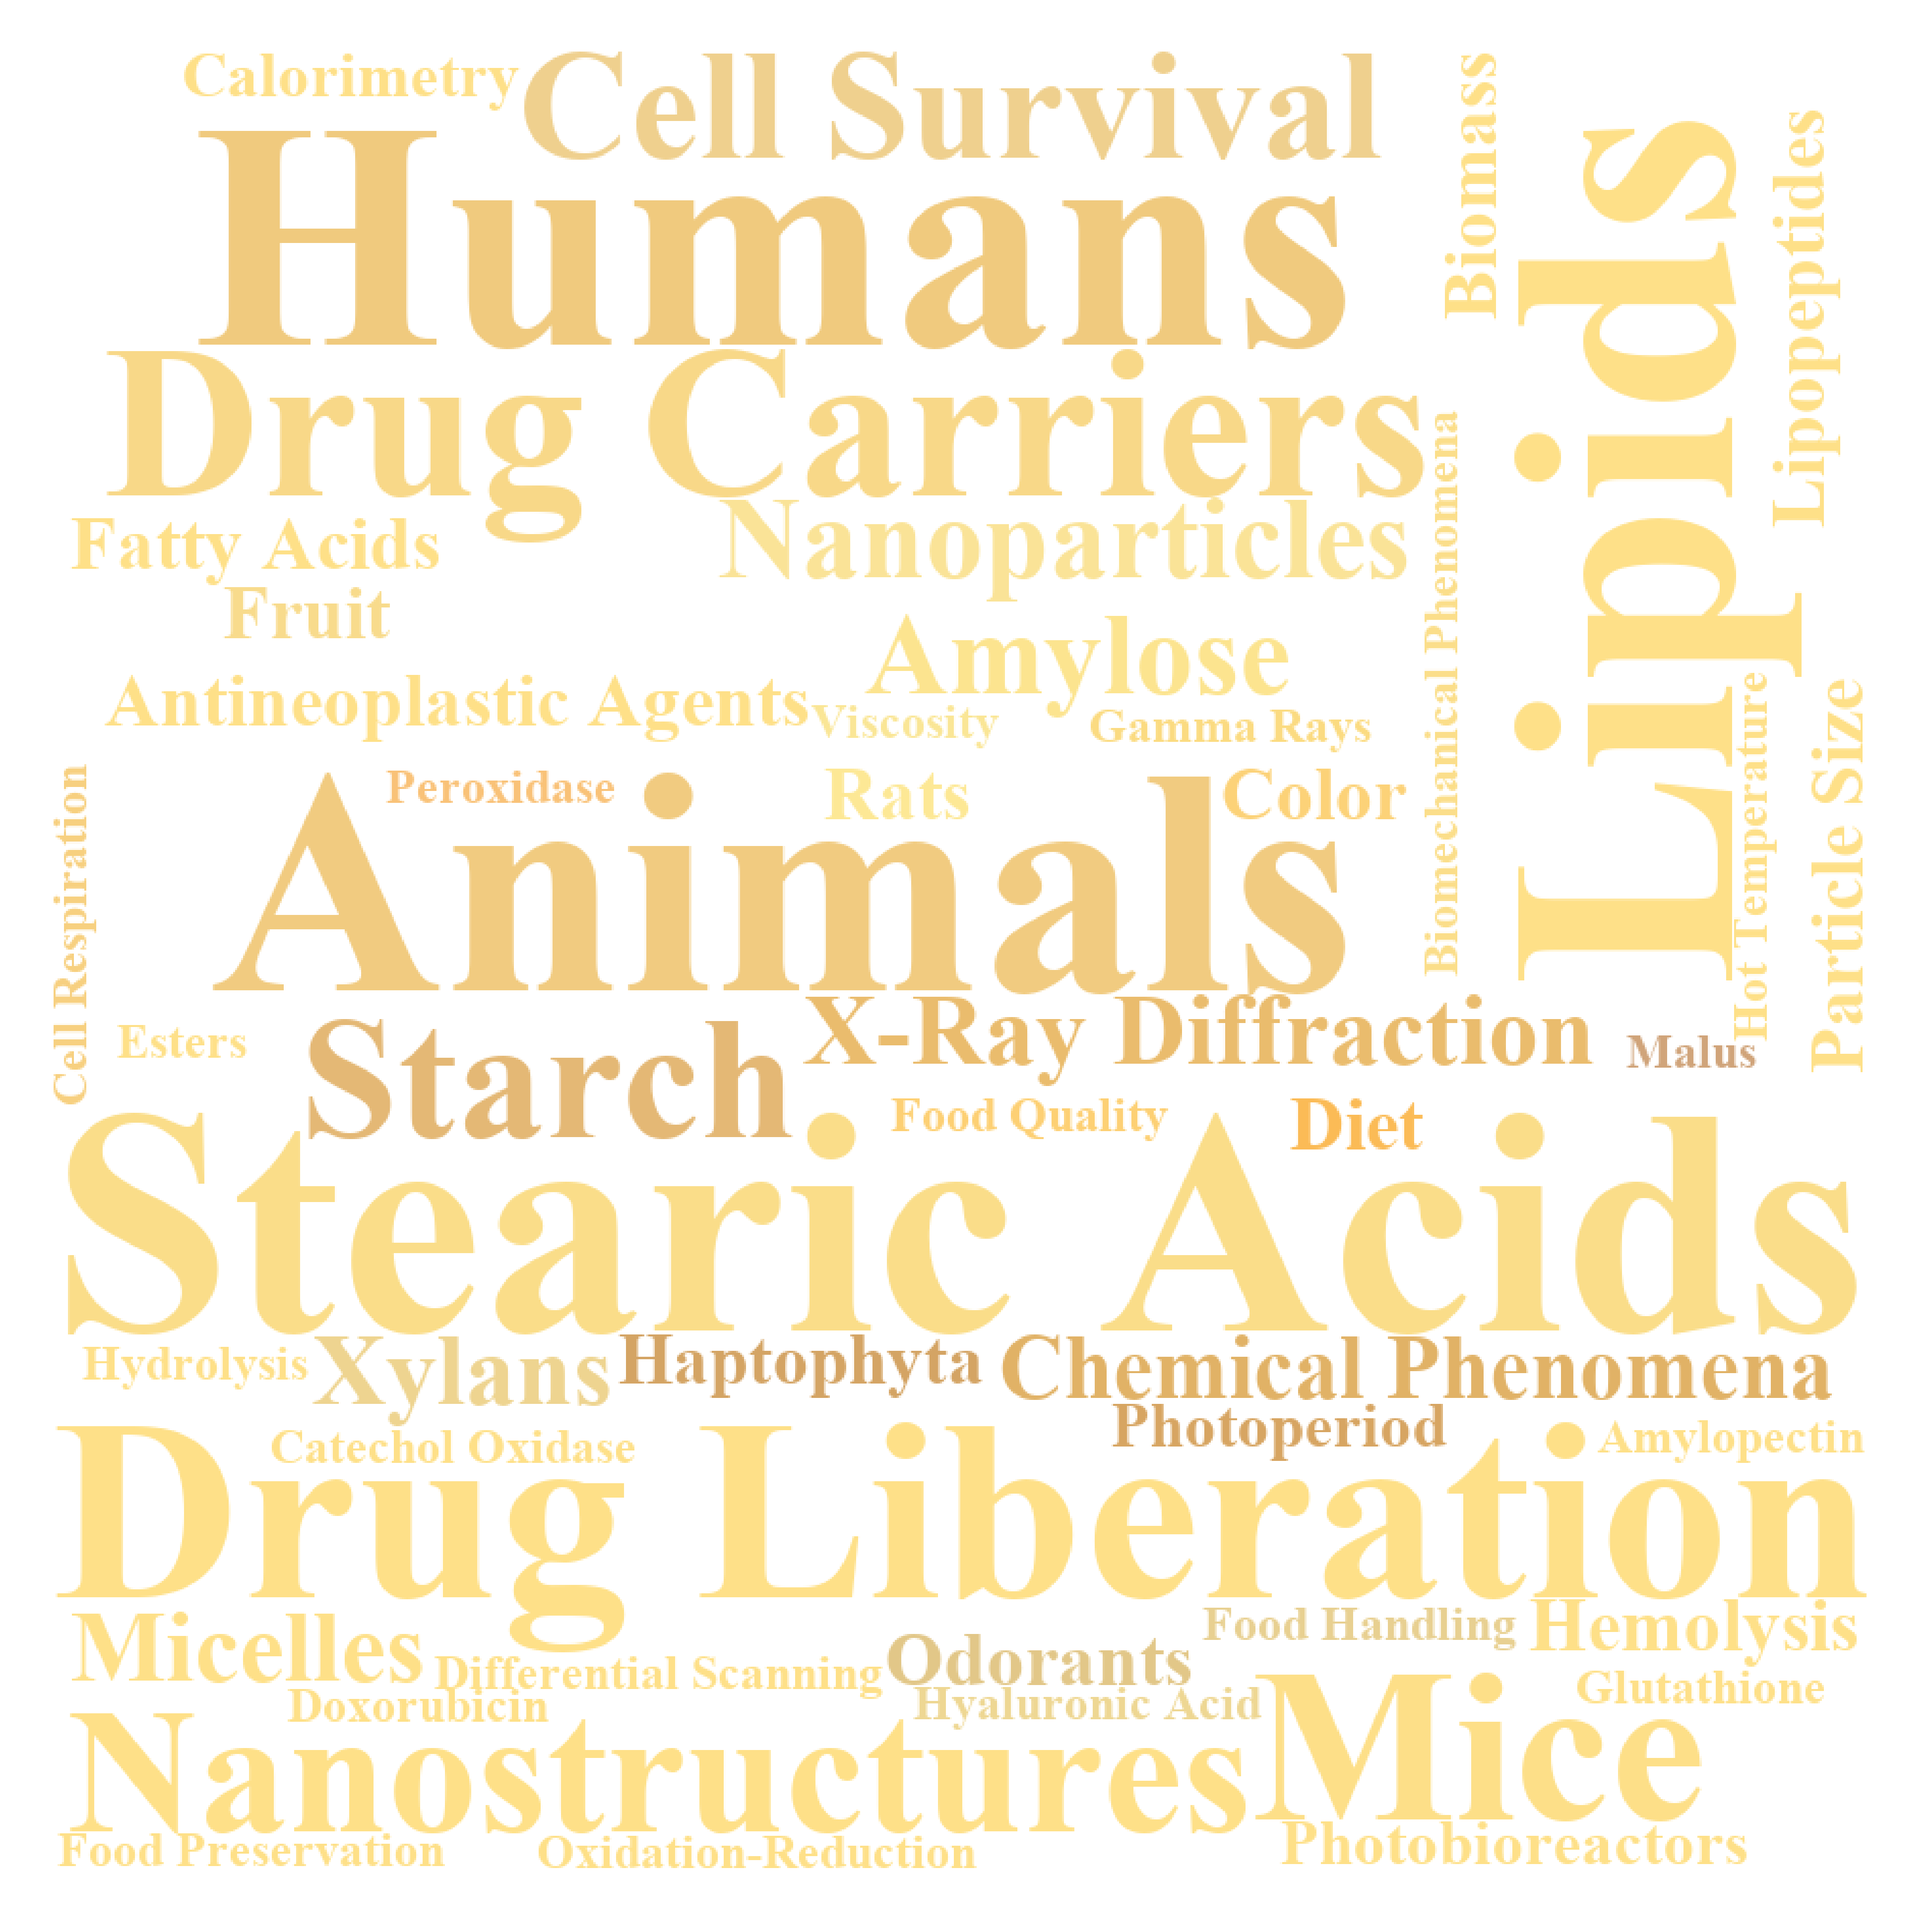 Calorimetry
Cell Survival
Humans
Biomass
Lipids
Lipopeptides
Drug Carriers
Fatty Acids
Nanoparticles
Fruit
Biomechanical Phenomena
Amylose
Antineoplastic Agents
Viscosity
Gamma Rays
Hot Temperature
Particle Size
Peroxidase
Rats
Color
Cell Respiration
Animals
X-Ray Diffraction
Esters
Starch
Malus
Food Quality
Diet
Stearic Acids
Hydrolysis
Xylans
Haptophyta
Chemical Phenomena
Photoperiod
Catechol Oxidase
Amylopectin
Drug Liberation
Micelles
Differential Scanning
Odorants
Food Handling
Hemolysis
Doxorubicin
Hyaluronic Acid
Glutathione
Nanostructures
Mice
Food Preservation
Oxidation-Reduction
Photobioreactors